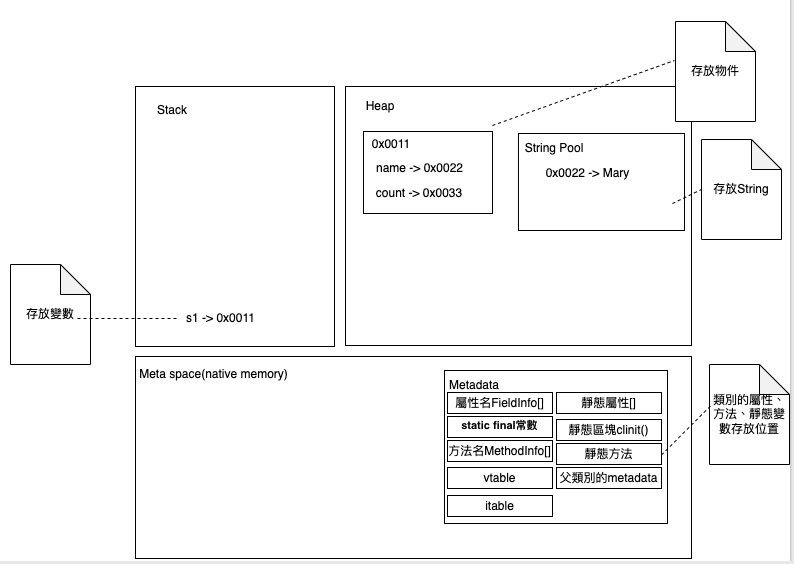 存放物件
Stack
Heap
0x0011
name -> 0x0022
count -> 0x0033
String Pool
0x0022 -> Mary
存放String
存放變數
s1 -> 0x0011
Meta space(native memory)
Metadata
屬性名FieldInfo[]
靜態屬性[]
static final常數
靜態區塊clinit()
方法名MethodInfo[]
靜態方法
vtable
父類別的metadata
itable
類別的屬性、
方法、靜態變
數存放位置